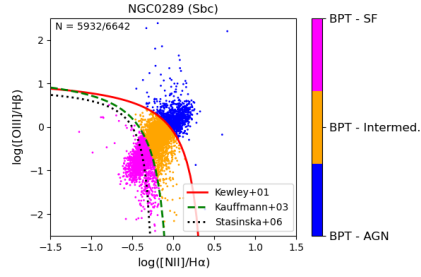 NGC0289 (Sbc)
N = 5932/6642
log([OIII]/Hβ)
2
1
0
−1
−2
−1.5
−1.0
−0.5
0.0
0.5
1.0
1.5
log([NII]/Hα)
Kewley+01
Kauffmann+03
Stasinska+06
BPT - SF
BPT - Intermed.
BPT - AGN